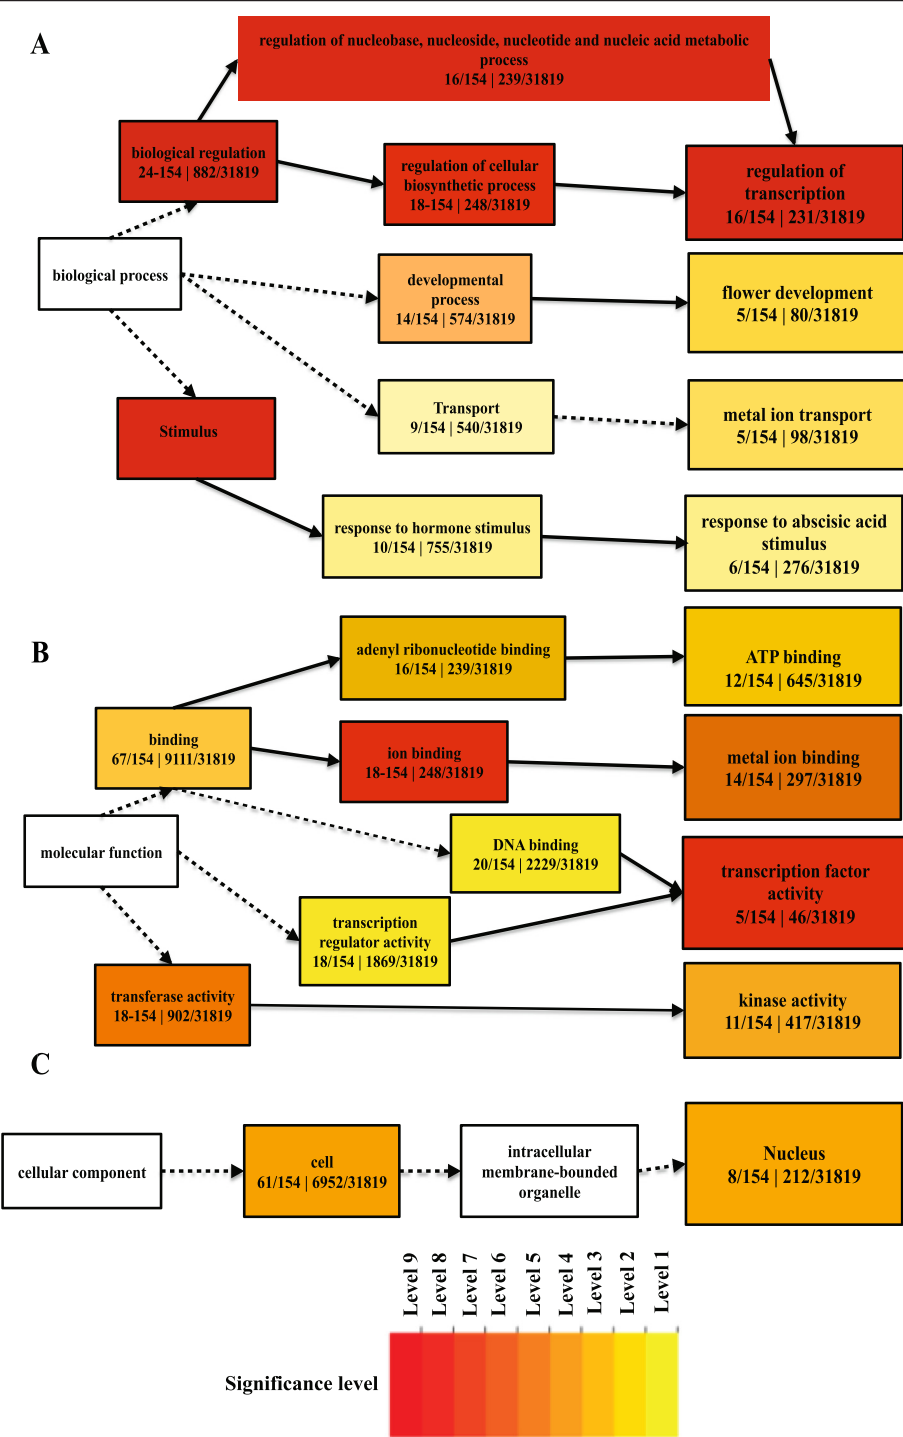 A
regulation of nucleobase, nucleoside, nucleotide and nucleic acid metabolic
process
16/154 | 239/31819
biological regulation
24-154 | 882/31819
regulation of cellular
biosynthetic process
18-154 | 248/31819
regulation of
transcription
16/154 | 231/31819
biological process
developmental
process
14/154 | 574/31819
flower development
5/154 | 80/31819
Transport
9/154 | 540/31819
metal ion transport
5/154 | 98/31819
Stimulus
response to hormone stimulus
10/154 | 755/31819
response to abscisic acid
stimulus
6/154 | 276/31819
B
adenyl ribonucleotide binding
16/154 | 239/31819
ATP binding
12/154 | 645/31819
binding
67/154 | 9111/31819
ion binding
18-154 | 248/31819
metal ion binding
14/154 | 297/31819
molecular function
DNA binding
20/154 | 2229/31819
transcription factor
activity
5/154 | 46/31819
transcription
regulator activity
18/154 | 1869/31819
transferase activity
18-154 | 902/31819
kinase activity
11/154 | 417/31819
C
cellular component
cell
61/154 | 6952/31819
intracellular
membrane-bounded
organelle
Nucleus
8/154 | 212/31819
Level 9
Level 8
Level 7
Level 6
Level 5
Level 4
Level 3
Level 2
Level 1
Significance level